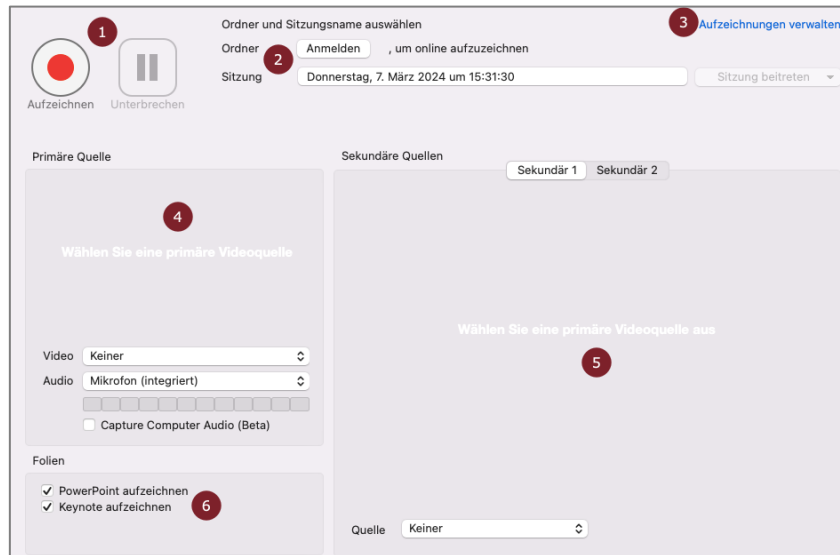 1
Aufzeichnen
Unterbrechen
Ordner und Sitzungsname auswählen
3 Aufzeichnungen verwalten
Ordner 2 Anmelden , um online aufzuzeichnen
Sitzung Donnerstag, 7. März 2024 um 15:31:30 Sitzung beitreten
Primäre Quelle
4
Wählen Sie eine primäre Videoquelle
Video Keiner
Audio Mikrofon (integriert)
Capture Computer Audio (Beta)
Folien
PowerPoint aufzeichnen
Keynote aufzeichnen
6
Sekundäre Quellen
Sekundär 1 Sekundär 2
Wählen Sie eine primäre Videoquelle aus
5
Quelle Keiner